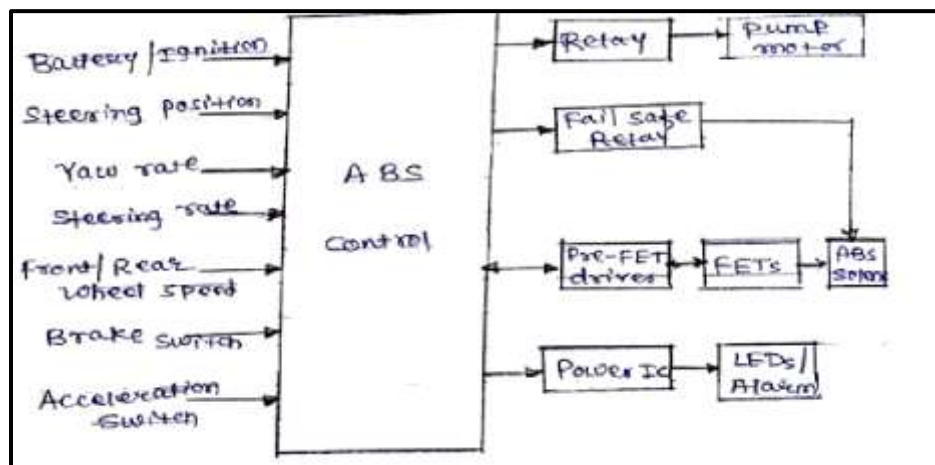 Battery/Ignition
Steering position
Yaw rate
Steering rate
Front/Rear
wheel speed
Brake switch
Acceleration
switch
ABS
Control
Relay
pump
motor
Fail safe
Relay
Pre-FET
driver
FETs
ABS
Power Ic
LEDs/
Alarm